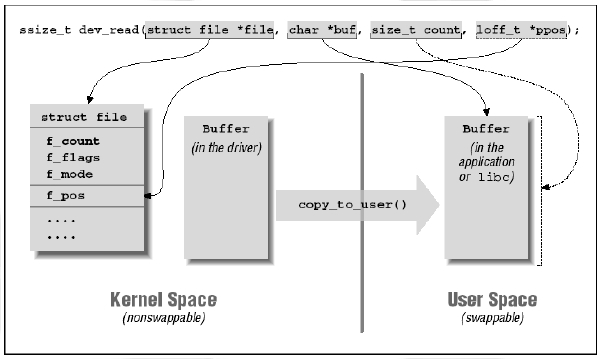 ssize_t dev_read(struct file *file, char *buf, size_t count, loff_t *ppos);
struct file
f_count
f_flags
f_mode
f_pos
....
....
Buffer
(in the driver)
copy_to_user()
Buffer
(in the
application
or libc)
Kernel Space
(nonswappable)
User Space
(swappable)